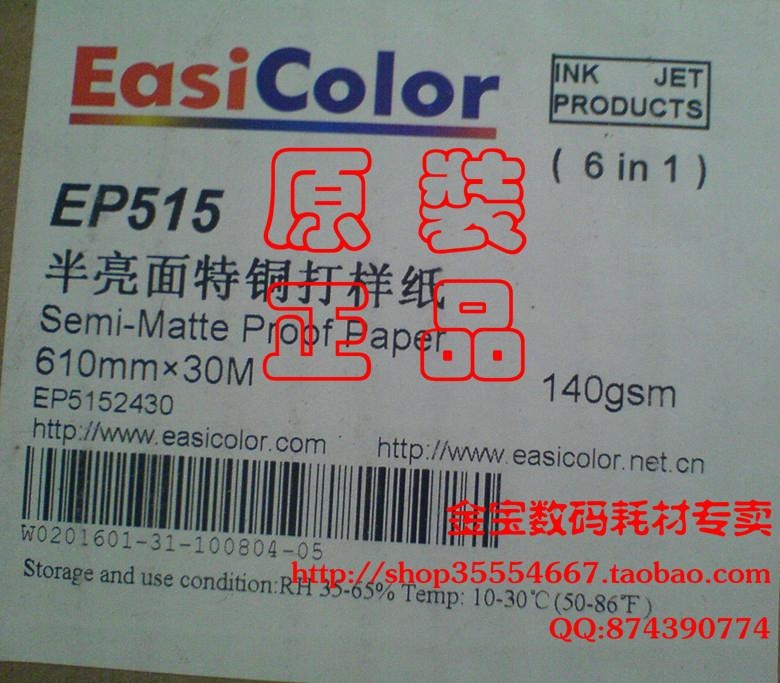 EasiColor
INK JET
PRODUCTS
( 6 in 1 )
EP515
原装
半亮面特铜打样纸
正品
Semi-Matte Proof Paper
610mm×30M
140gsm
EP5152430
http://www.easicolor.com http://www.easicolor.net.cn
金宝数码耗材专卖
W0201601-31-100804-05
http://shop35554667.taobao.com
Storage and use condition:RH 35-65% Temp: 10-30℃(50-86℉)
QQ:874390774